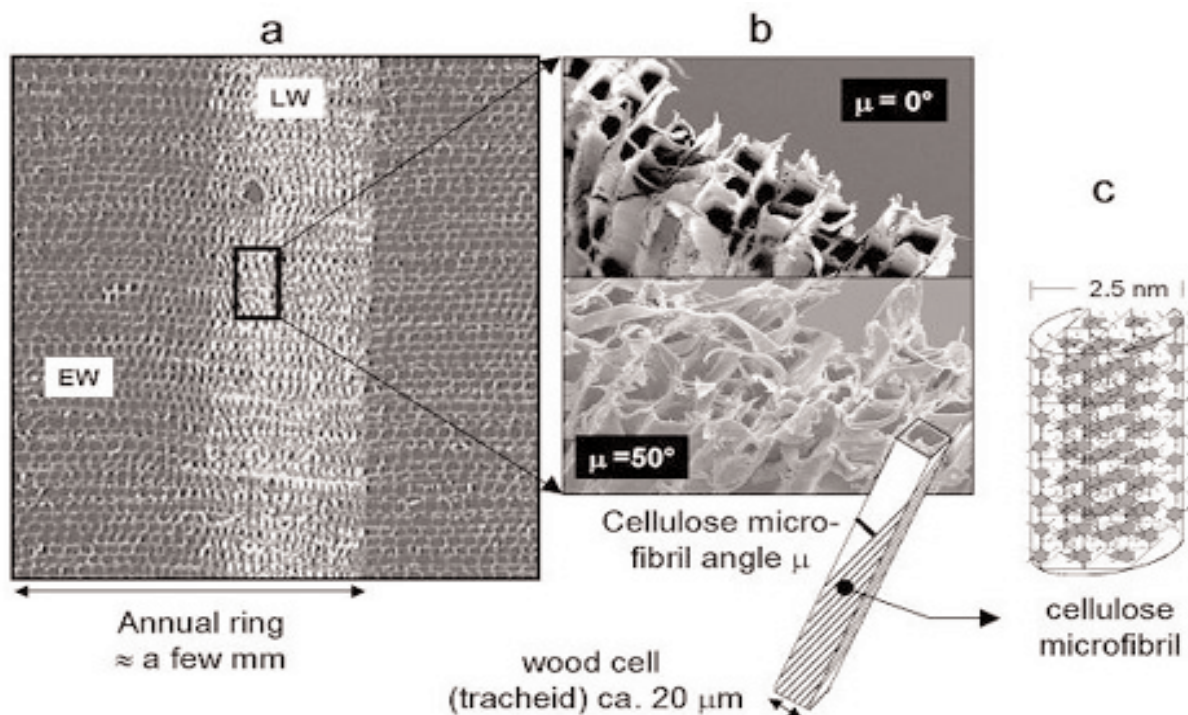 a
b
LW
μ = 0°
c
2.5 nm
EW
μ =50°
Cellulose micro-
fibril angle μ
Annual ring
≈ a few mm
cellulose
microfibril
wood cell
(tracheid) ca. 20 μm